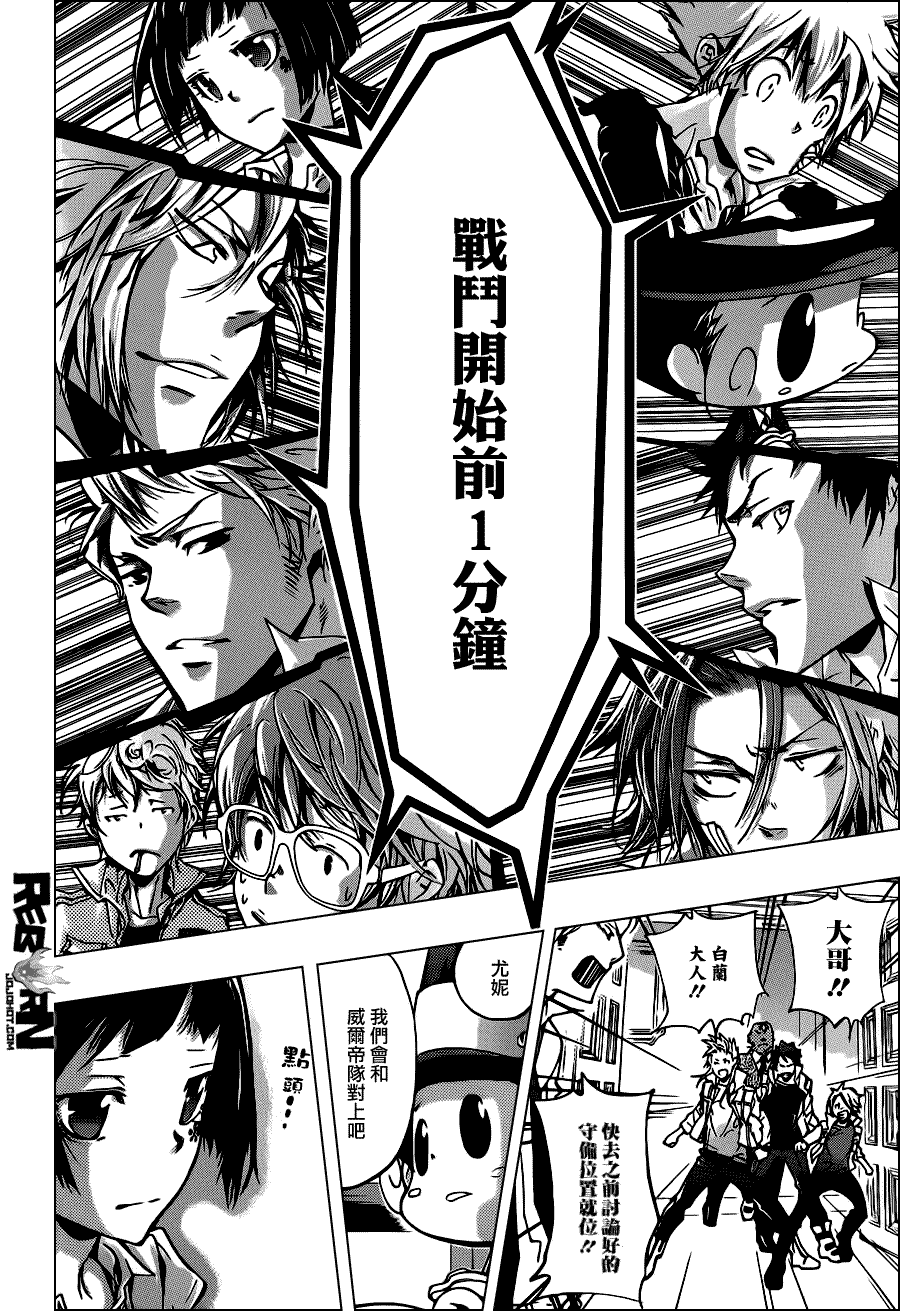 戰鬥開始前1分鐘
大哥!!
白蘭
大人!!
快去之前討論好的
守備位置就位!!
尤妮
我們會和
威爾帝隊對上吧
點頭...
REBORN
JOJOHOT.COM